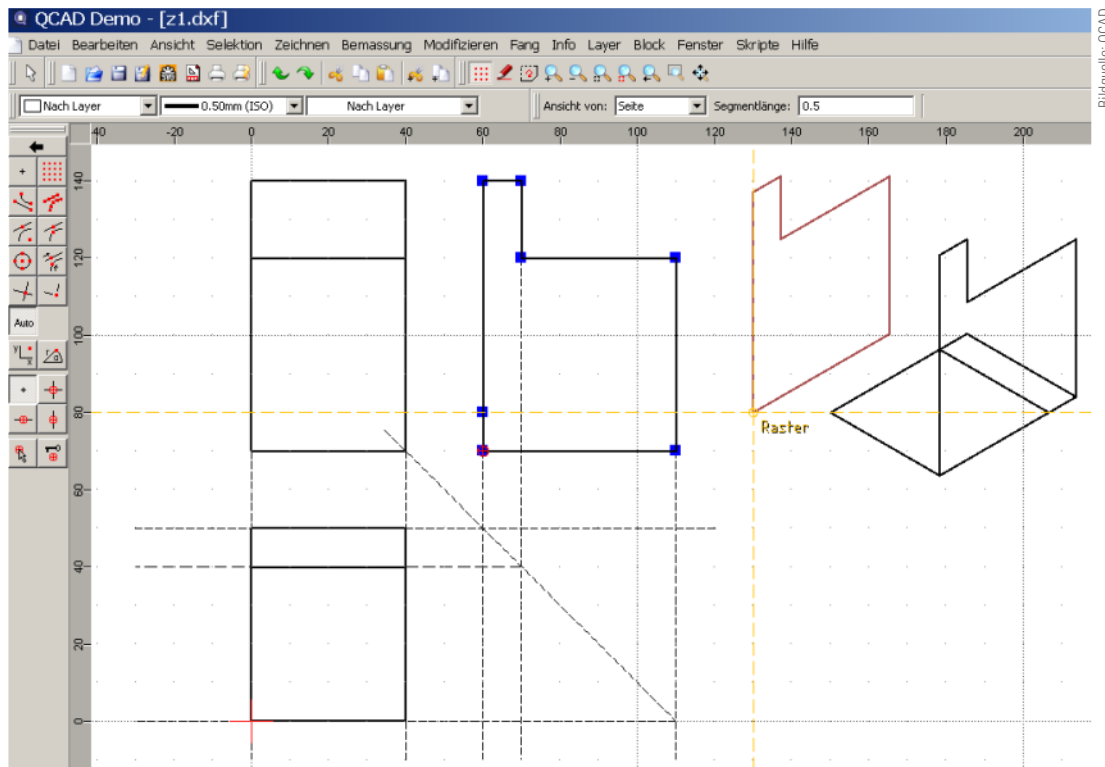 QCAD Demo - [z1.dxf]
Datei Bearbeiten Ansicht Selektion Zeichnen Bemassung Modifizieren Fang Info Layer Block Fenster Skripte Hilfe
Nach Layer 0.50mm (ISO) Nach Layer Ansicht von: Seite Segmentlänge: 0.5
40 -20 0 20 40 60 80 100 120 140 160 180 200
140
120
100
80
60
40
20
0
Auto
Raster
Bildquelle: QCAD